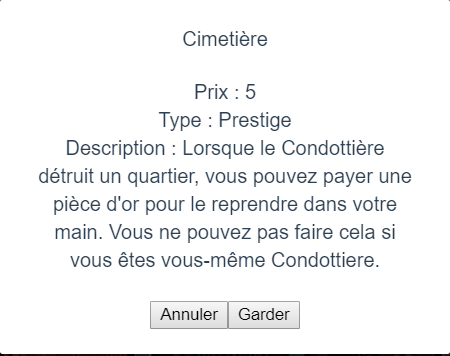 Cimetière
Prix : 5
Type : Prestige
Description : Lorsque le Condottière
détruit un quartier, vous pouvez payer une
pièce d'or pour le reprendre dans votre
main. Vous ne pouvez pas faire cela si
vous êtes vous-même Condottiere.
Annuler Garder